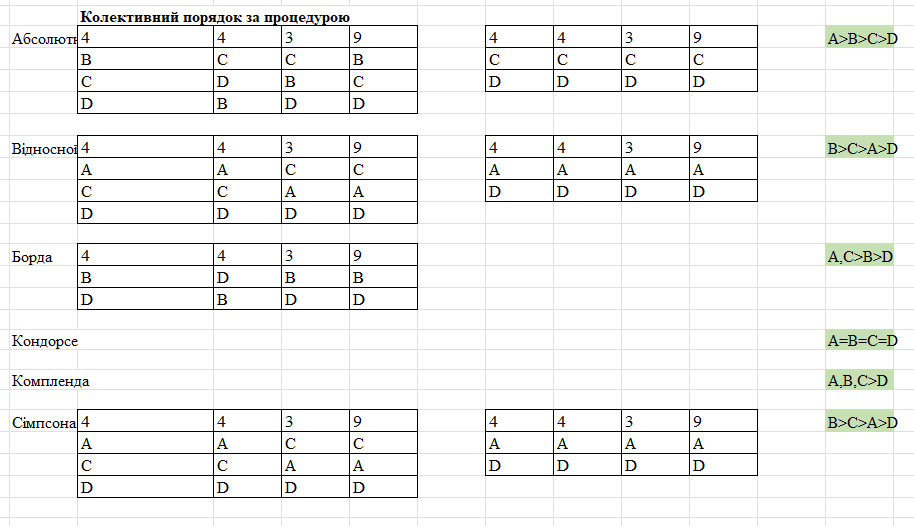 Колективний порядок за процедурою
Абсолютн 4 4 3 9 4 4 3 9 A>B>C>D
B C C B C C C C
C D B C D D D D
D B D D
Відносної 4 4 3 9 4 4 3 9 B>C>A>D
A A C C A A A A
C C A A D D D D
D D D D
Борда 4 4 3 9 A,C>B>D
B D B B
D B D D
Кондорсе A=B=C=D
Компленда A,B,C>D
Сімпсона 4 4 3 9 4 4 3 9 B>C>A>D
A A C C A A A A
C C A A D D D D
D D D D